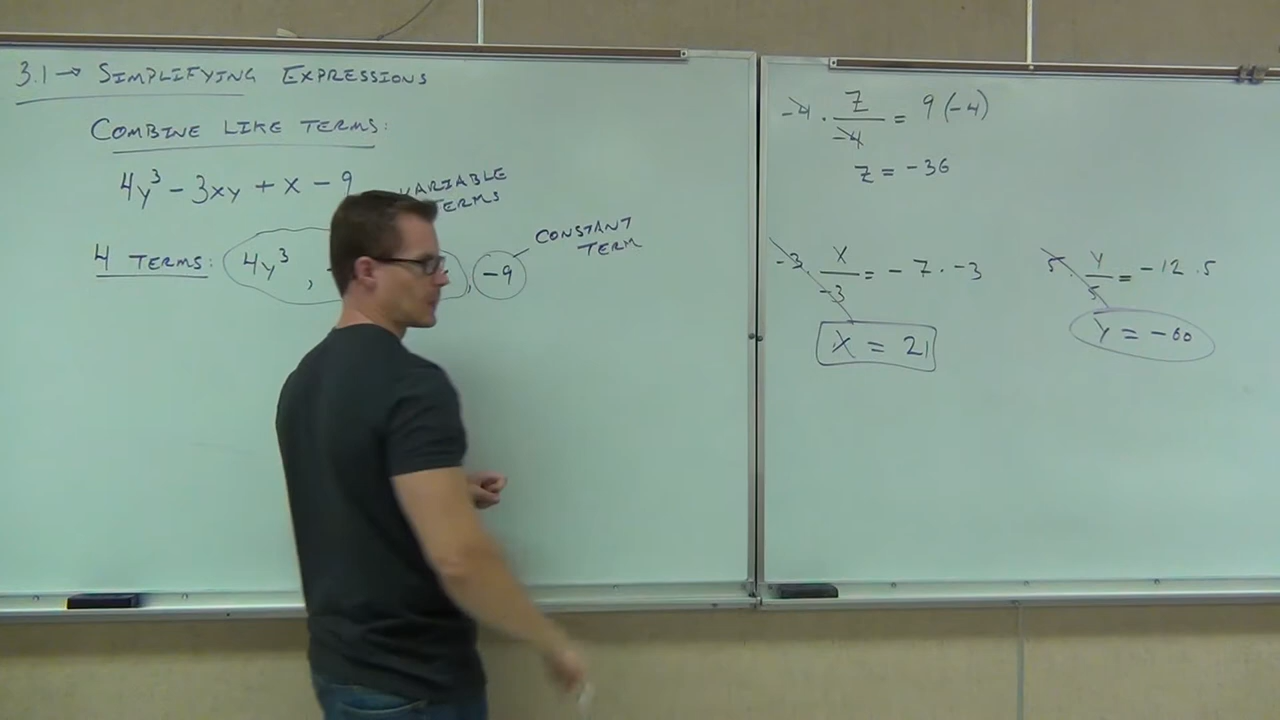 3.1 → SIMPLIFYING EXPRESSIONS
COMBINE LIKE TERMS:
4y³ - 3xy + x - 9
VARIABLE
TERMS
4 TERMS: 4y³, , -9
CONSTANT
TERM
-4 · z/-4 = 9(-4)
z = -36
-3 · x/-3 = -7 · -3
x = 21
5 · y/5 = -12 · 5
y = -60